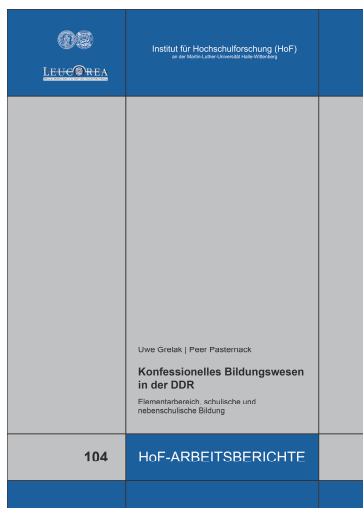 Institut für Hochschulforschung (HoF)
an der Martin-Luther-Universität Halle-Wittenberg
LEUCOREA
Uwe Grelak | Peer Pasternack
Konfessionelles Bildungswesen
in der DDR
Elementarbereich, schulische und
nebenschulische Bildung
104 HoF-ARBEITSBERICHTE